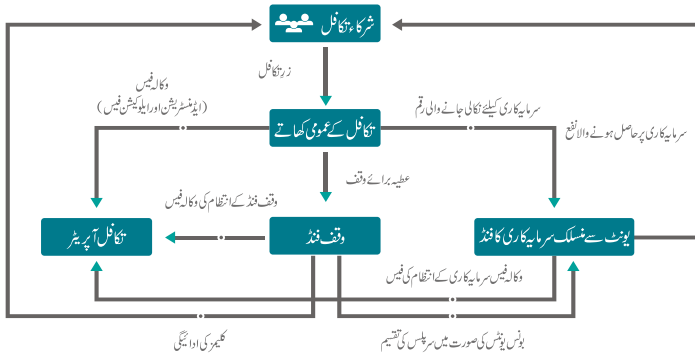 شرکاء تکافل
زرِ تکافل
وکالہ فیس
(ایڈمنسٹریشن اور ایلوکیشن فیس)
تکافل کے عمومی کھاتے
سرمایہ کاری کیلئے نکالی جانے والی رقم
سرمایہ کاری پر حاصل ہونے والا نفع
عطیہ برائے وقف
وقف فنڈ کے انتظام کی وکالہ فیس
تکافل آپریٹر
وقف فنڈ
یونٹ سے منسلک سرمایہ کاری کا فنڈ
وکالہ فیس سرمایہ کاری کے انتظام کی فیس
کلیمز کی ادائیگی
بونس یونٹس کی صورت میں سرپلس کی تقسیم